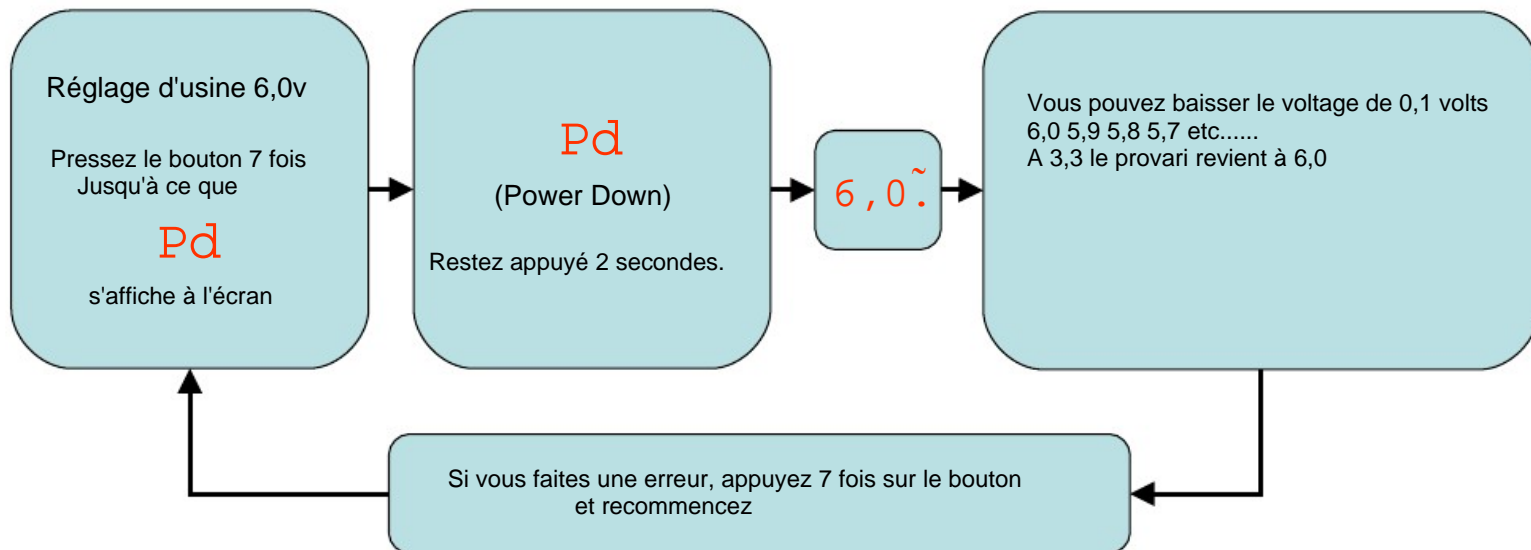 Réglage d'usine 6,0v
Pressez le bouton 7 fois
Jusqu'à ce que
Pd
s'affiche à l'écran
Pd
(Power Down)
Restez appuyé 2 secondes.
6,0.̃
Vous pouvez baisser le voltage de 0,1 volts
6,0 5,9 5,8 5,7 etc......
A 3,3 le provari revient à 6,0
Si vous faites une erreur, appuyez 7 fois sur le bouton
et recommencez